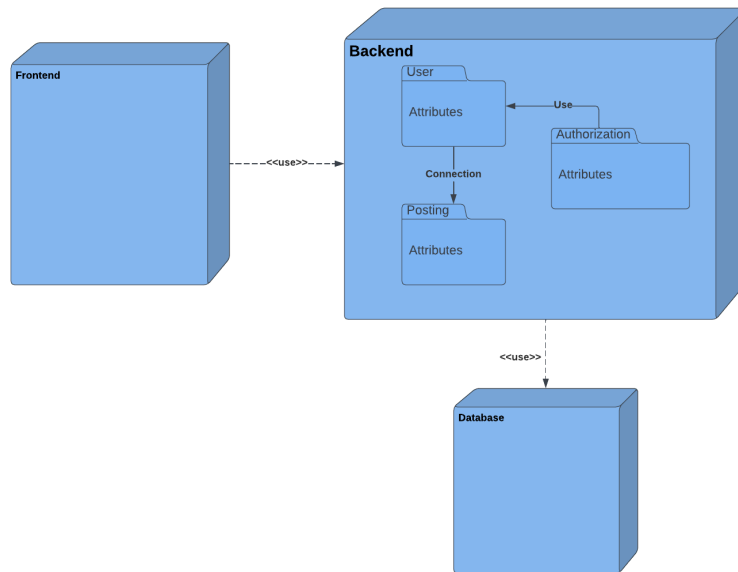 Frontend
<<use>>
Backend
User
Attributes
Use
Authorization
Attributes
Connection
Posting
Attributes
<<use>>
Database